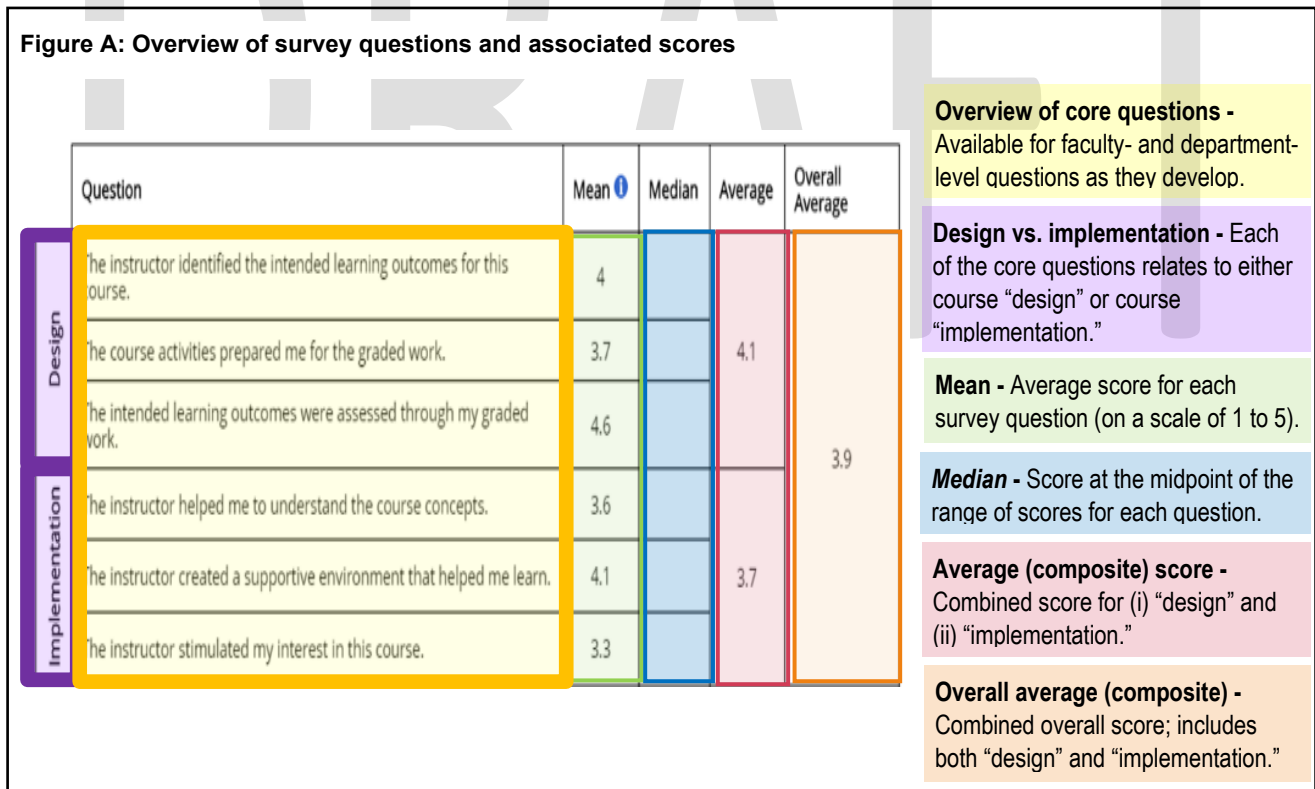 Figure A: Overview of survey questions and associated scores
Question
Mean
Median
Average
Overall
Average
Design
The instructor identified the intended learning outcomes for this
course.
4
The course activities prepared me for the graded work.
3.7
The intended learning outcomes were assessed through my graded
work.
4.6
4.1
Implementation
The instructor helped me to understand the course concepts.
3.6
The instructor created a supportive environment that helped me learn.
4.1
The instructor stimulated my interest in this course.
3.3
3.7
3.9
Overview of core questions -
Available for faculty- and department-
level questions as they develop.
Design vs. implementation - Each
of the core questions relates to either
course “design” or course
“implementation.”
Mean - Average score for each
survey question (on a scale of 1 to 5).
Median - Score at the midpoint of the
range of scores for each question.
Average (composite) score -
Combined score for (i) “design” and
(ii) “implementation.”
Overall average (composite) -
Combined overall score; includes
both “design” and “implementation.”